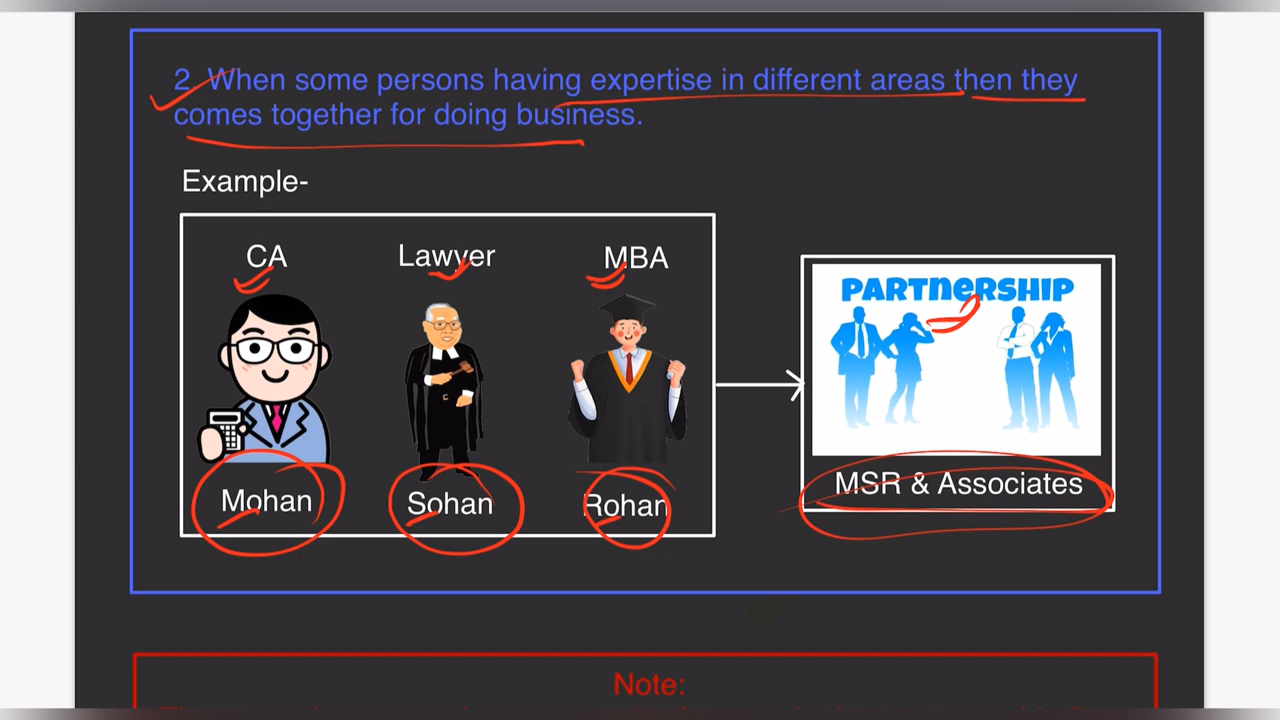 2. When some persons having expertise in different areas then they
comes together for doing business.
Example-
CA
Lawyer
MBA
PARTnERSHIP
Mohan
Sohan
Rohan
MSR & Associates
Note: